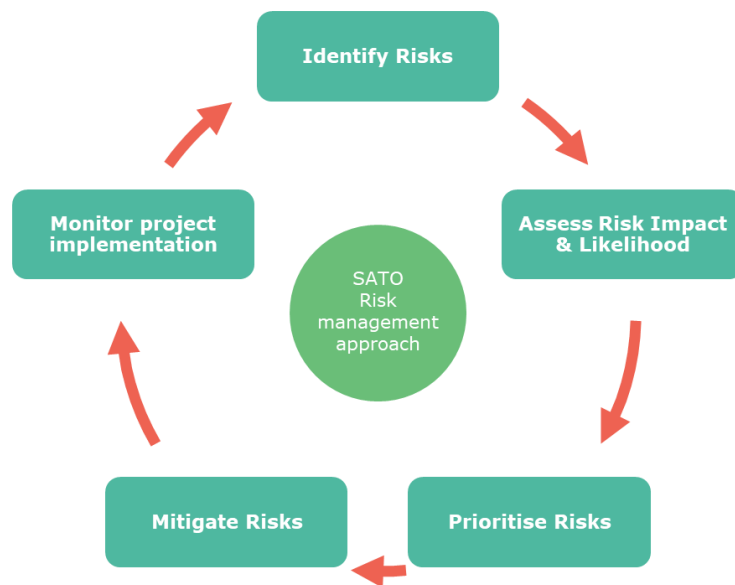 Identify Risks
Assess Risk Impact
& Likelihood
Prioritise Risks
Mitigate Risks
Monitor project
implementation
SATO
Risk
management
approach